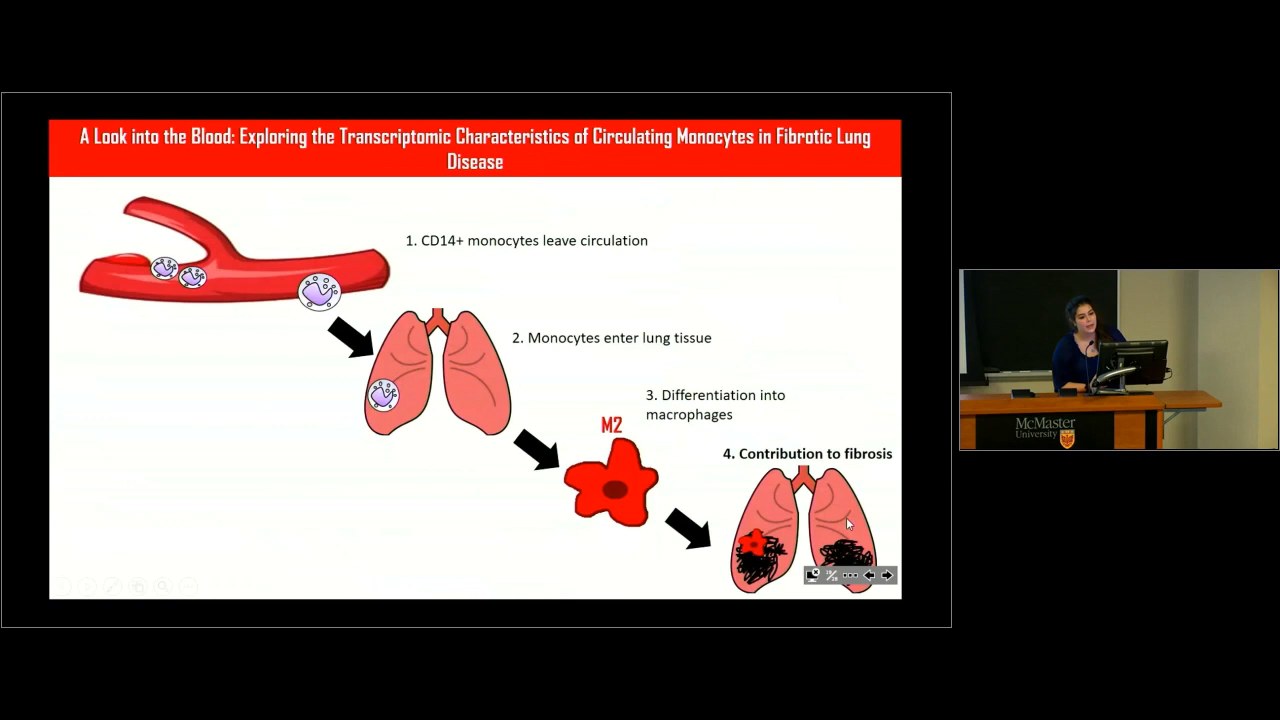 A Look into the Blood: Exploring the Transcriptomic Characteristics of Circulating Monocytes in Fibrotic Lung
Disease
1. CD14+ monocytes leave circulation
2. Monocytes enter lung tissue
3. Differentiation into
macrophages
M2
4. Contribution to fibrosis
McMaster
University